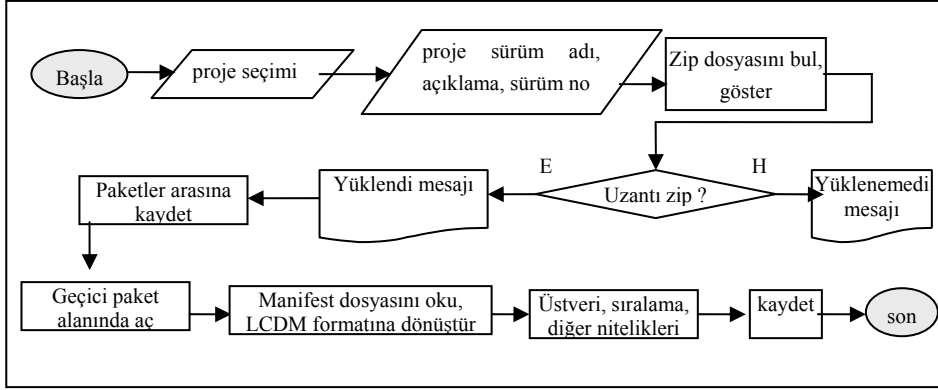 Başla
proje seçimi
proje sürüm adı,
açıklama, sürüm no
Zip dosyasını bul,
göster
E
H
Paketler arasına
kaydet
Yüklendi mesajı
Uzantı zip ?
Yüklenemedi
mesajı
Geçici paket
alanında aç
Manifest dosyasını oku,
LCDM formatına dönüştür
Üstveri, sıralama,
diğer nitelikleri
kaydet
son